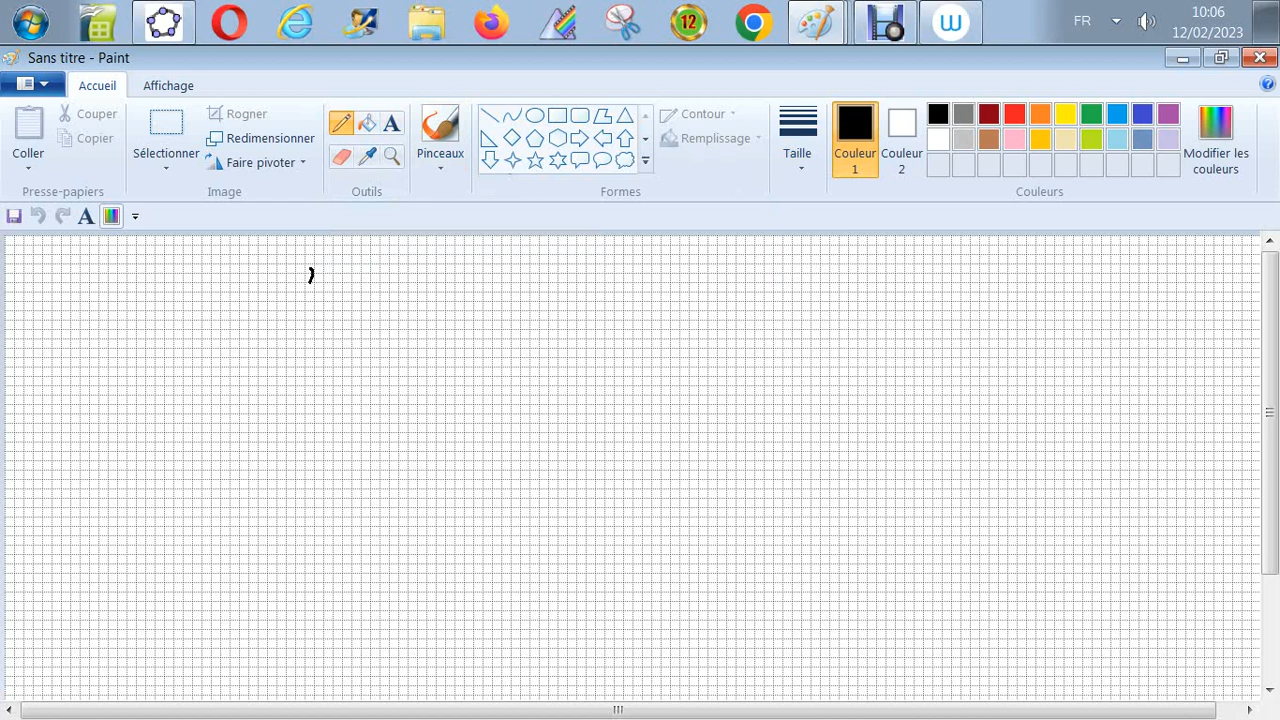 12
W
FR
10:06
12/02/2023
Sans titre - Paint
Accueil Affichage
Coller
Couper
Copier
Presse-papiers
Sélectionner
Rogner
Redimensionner
Faire pivoter
Image
A
Outils
Pinceaux
Formes
Contour
Remplissage
Taille
Couleur 1
Couleur 2
Modifier les couleurs
Couleurs
A